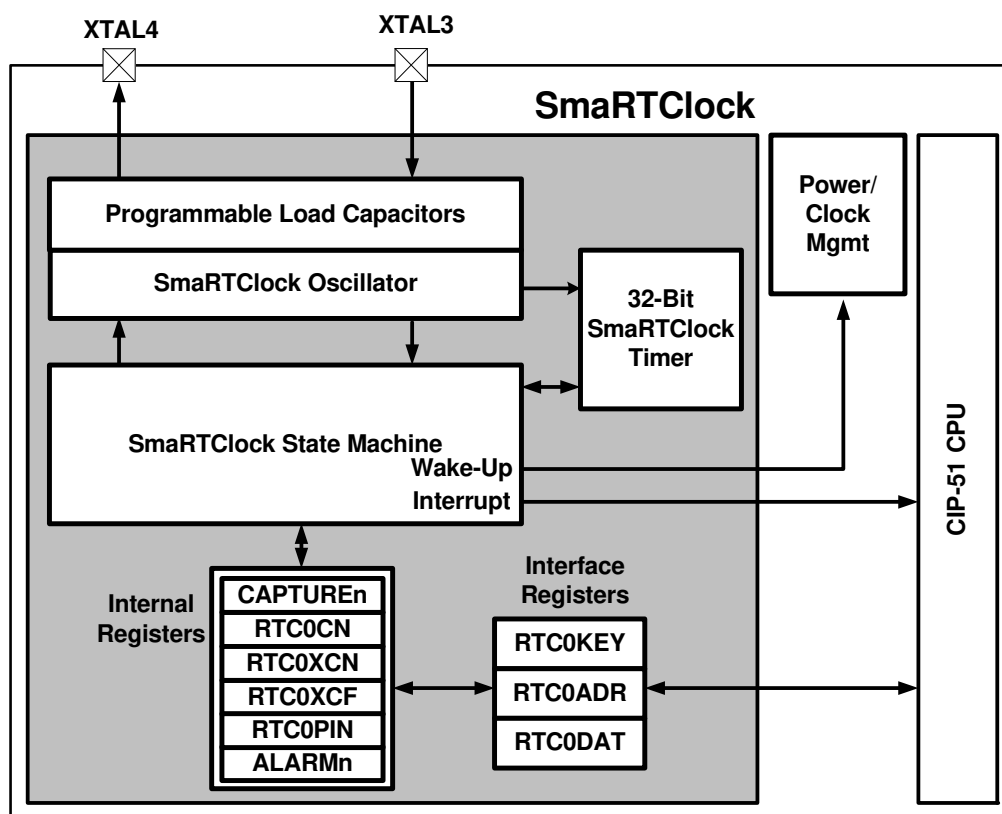 XTAL4
XTAL3
SmaRTClock
Programmable Load Capacitors
SmaRTClock Oscillator
32-Bit
SmaRTClock
Timer
Power/
Clock
Mgmt
CIP-51 CPU
SmaRTClock State Machine
Wake-Up
Interrupt
Internal
Registers
CAPTUREn
RTC0CN
RTC0XCN
RTC0XCF
RTC0PIN
ALARMn
Interface
Registers
RTC0KEY
RTC0ADR
RTC0DAT